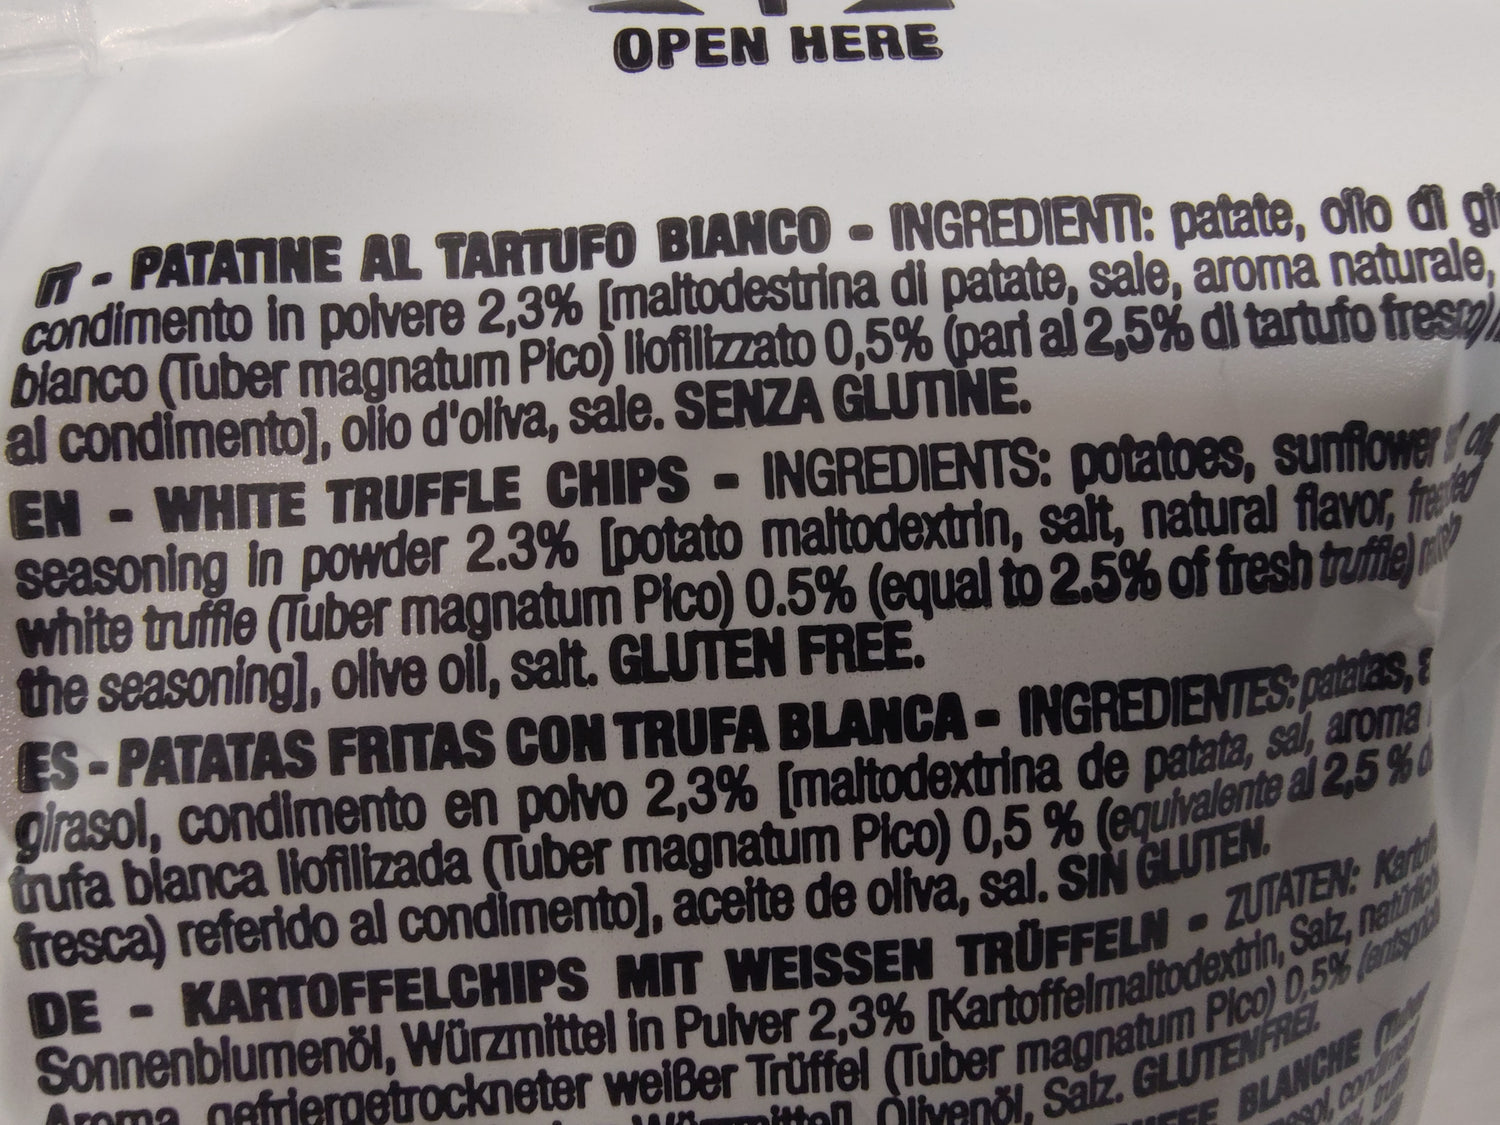 OPEN HERE
IT - PATATINE AL TARTUFO BIANCO - INGREDIENTI: patate, olio di
condimento in polvere 2,3% [maltodestrina di patate, sale, aroma naturale,
bianco (Tuber magnatum Pico) liofilizzato 0,5% (pari al 2,5% di tartufo fresco)
al condimento], olio d'oliva, sale. SENZA GLUTINE.
EN - WHITE TRUFFLE CHIPS - INGREDIENTS: potatoes, sunflower
seasoning in powder 2.3% [potato maltodextrin, salt, natural flavor,
white truffle (Tuber magnatum Pico) 0.5% (equal to 2.5% of fresh truffle)
the seasoning], olive oil, salt. GLUTEN FREE.
ES - PATATAS FRITAS CON TRUFA BLANCA - INGREDIENTES: patatas,
girasol, condimento en polvo 2,3% [maltodextrina de patata, sal, aroma
trufa blanca liofilizada (Tuber magnatum Pico) 0,5 % (equivalente al 2,5 %
fresca) referido al condimento], aceite de oliva, sal. SIN GLUTEN.
DE - KARTOFFELCHIPS MIT WEISSEN TRÜFFELN - ZUTATEN:
Sonnenblumenöl, Würzmittel in Pulver 2,3% [Kartoffelmaltodextrin, Salz,
Aroma, gefriergetrockneter weißer Trüffel (Tuber magnatum Pico) 0,5%
Olivenöl, Salz. GLUTENFREI.
BLANCHE